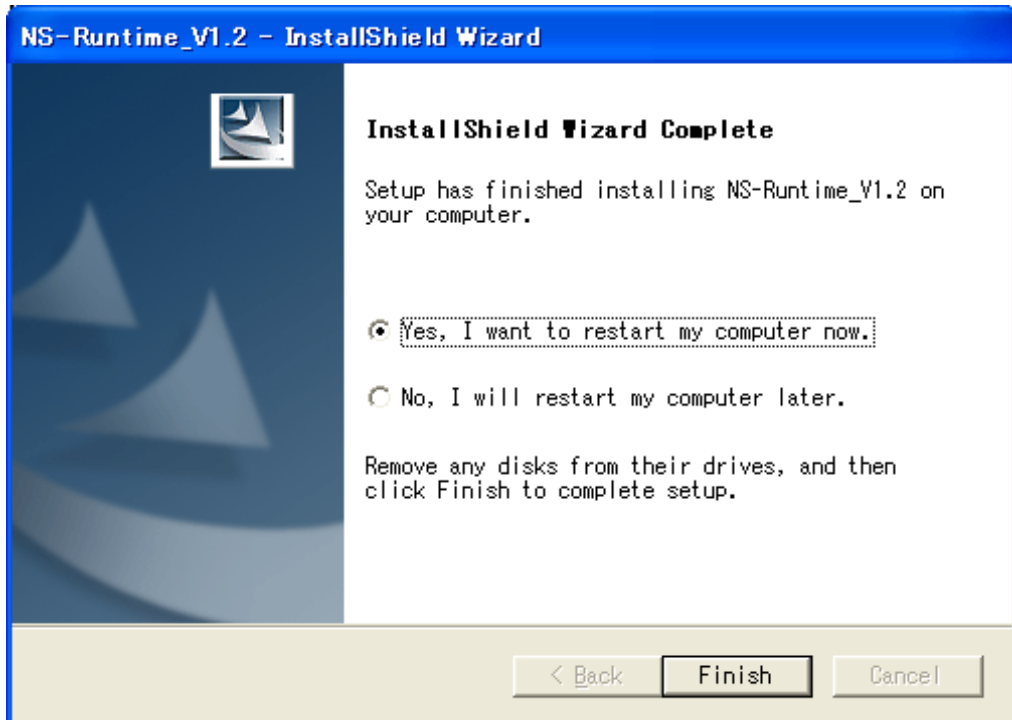 NS-Runtime_V1.2 - InstallShield Wizard
InstallShield Wizard Complete
Setup has finished installing NS-Runtime_V1.2 on
your computer.
Yes, I want to restart my computer now.
No, I will restart my computer later.
Remove any disks from their drives, and then
click Finish to complete setup.
< Back
Finish
Cancel